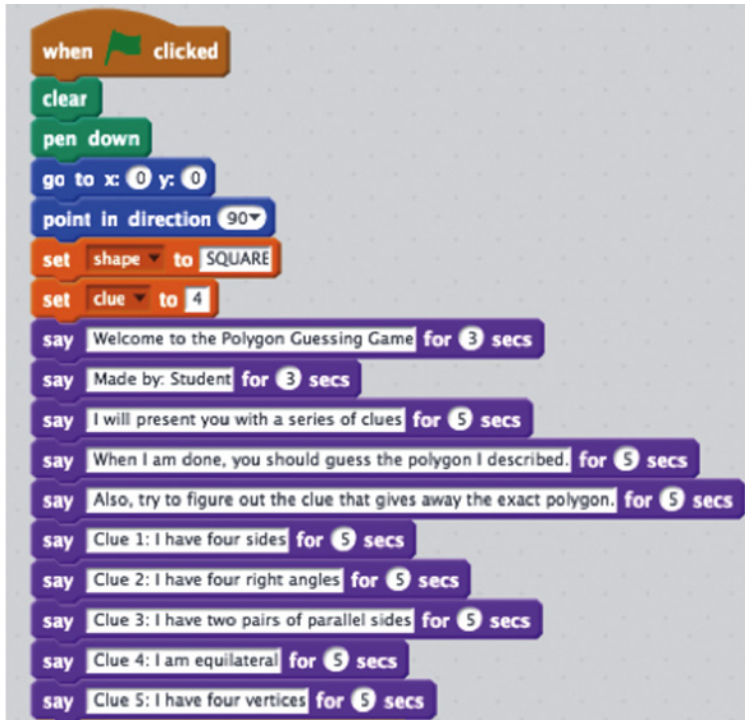 when clicked
clear
pen down
go to x: 0 y: 0
point in direction 90
set shape to SQUARE
set clue to 4
say Welcome to the Polygon Guessing Game for 3 secs
say Made by: Student for 3 secs
say I will present you with a series of clues for 5 secs
say When I am done, you should guess the polygon I described. for 5 secs
say Also, try to figure out the clue that gives away the exact polygon. for 5 secs
say Clue 1: I have four sides for 5 secs
say Clue 2: I have four right angles for 5 secs
say Clue 3: I have two pairs of parallel sides for 5 secs
say Clue 4: I am equilateral for 5 secs
say Clue 5: I have four vertices for 5 secs